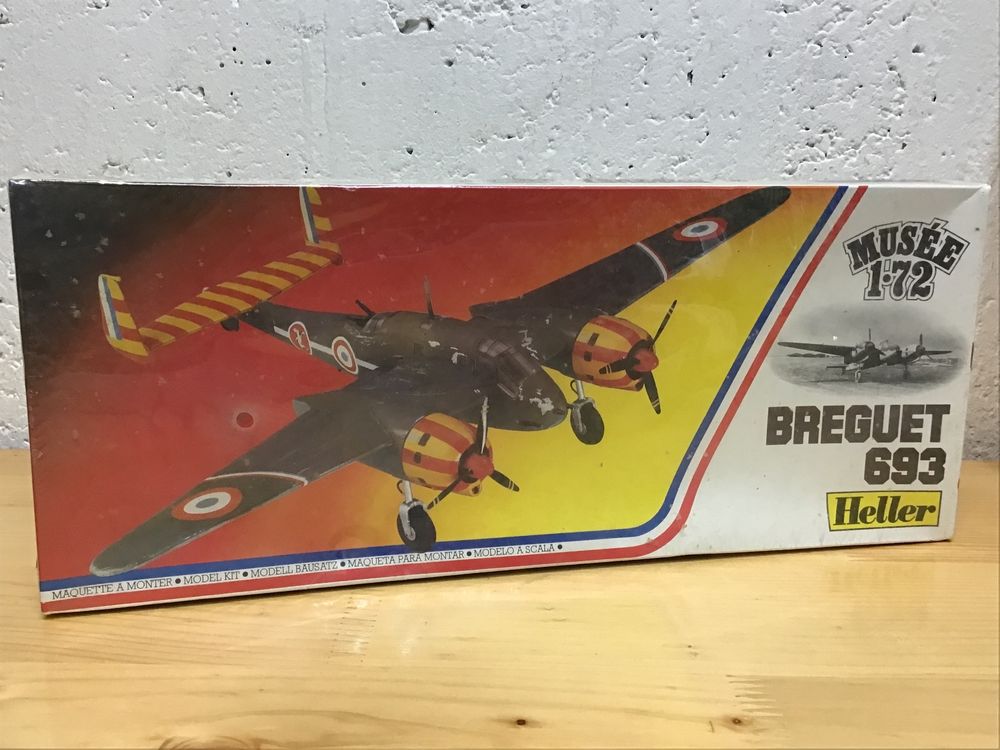 MUSÉE
1•72
BREGUET
693
Heller
MAQUETTE A MONTER • MODEL KIT • MODELL BAUSATZ • MAQUETA PARA MONTAR • MODELO A SCALA •